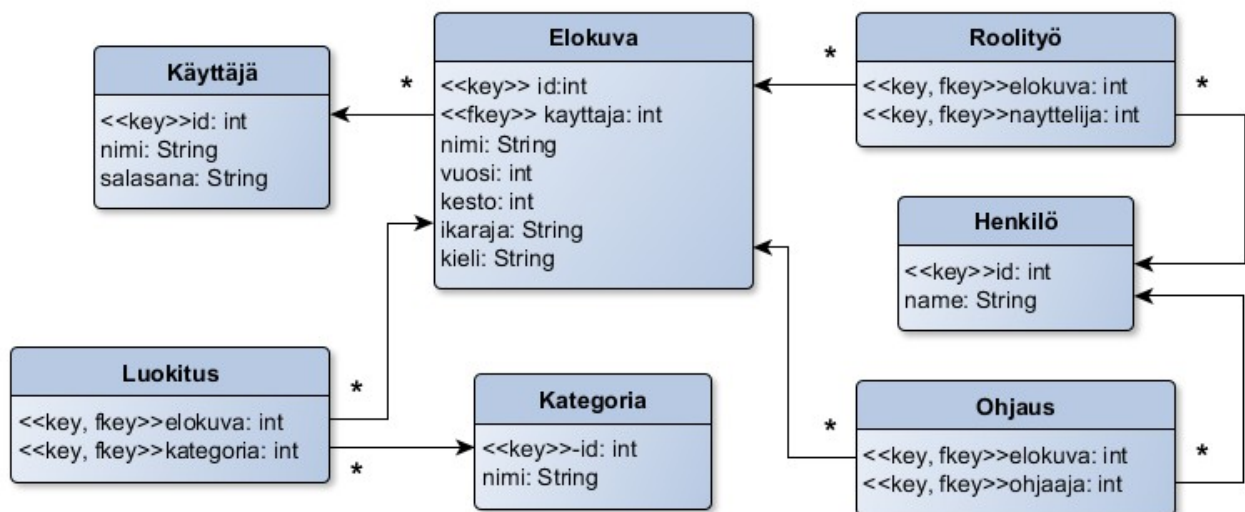 Käyttäjä
<<key>>id: int
nimi: String
salasana: String
*
Elokuva
<<key>> id:int
<<fkey>> kayttaja: int
nimi: String
vuosi: int
kesto: int
ikaraja: String
kieli: String
*
Roolityö
<<key, fkey>>elokuva: int
<<key, fkey>>nayttelija: int
*
Henkilö
<<key>>id: int
name: String
Luokitus
<<key, fkey>>elokuva: int
<<key, fkey>>kategoria: int
*
*
Kategoria
<<key>>-id: int
nimi: String
*
Ohjaus
<<key, fkey>>elokuva: int
<<key, fkey>>ohjaaja: int
*